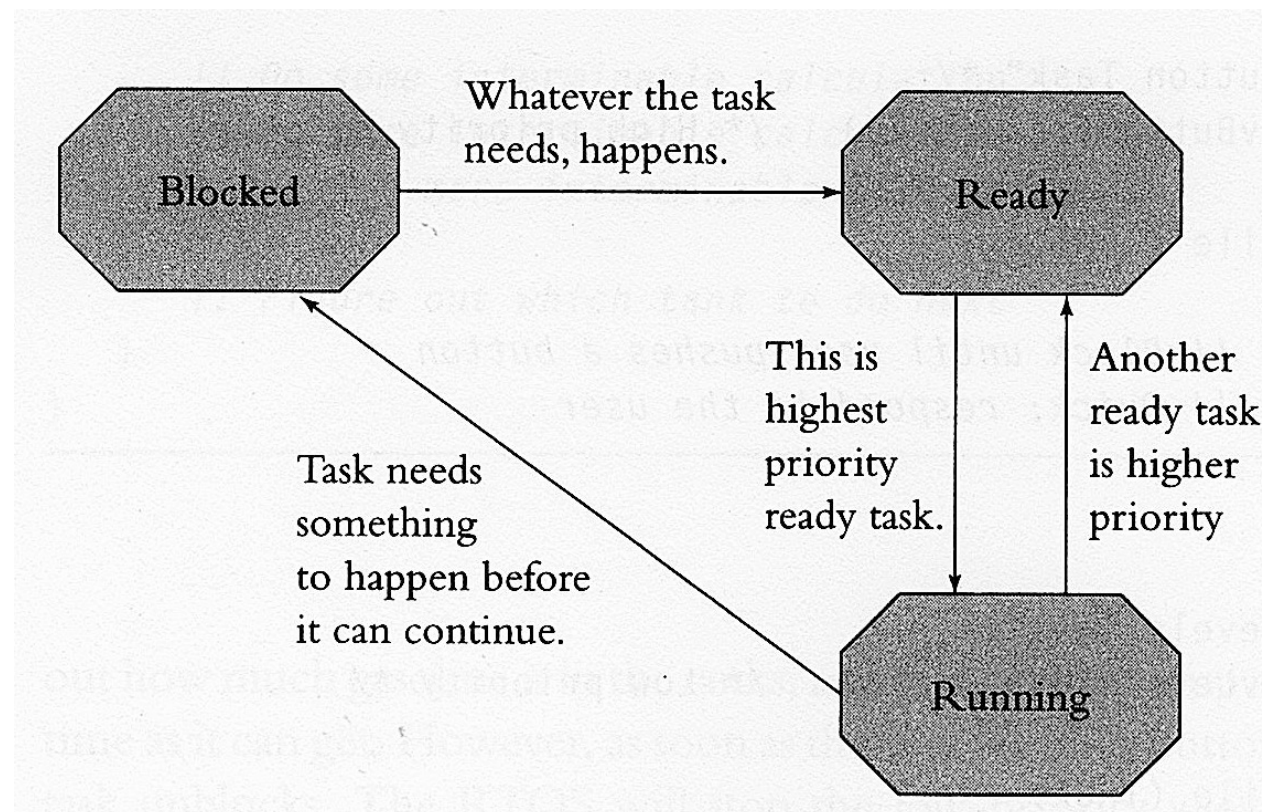 Whatever the task
needs, happens.
Blocked
Ready
This is
highest
priority
ready task.
Another
ready task
is higher
priority
Task needs
something
to happen before
it can continue.
Running